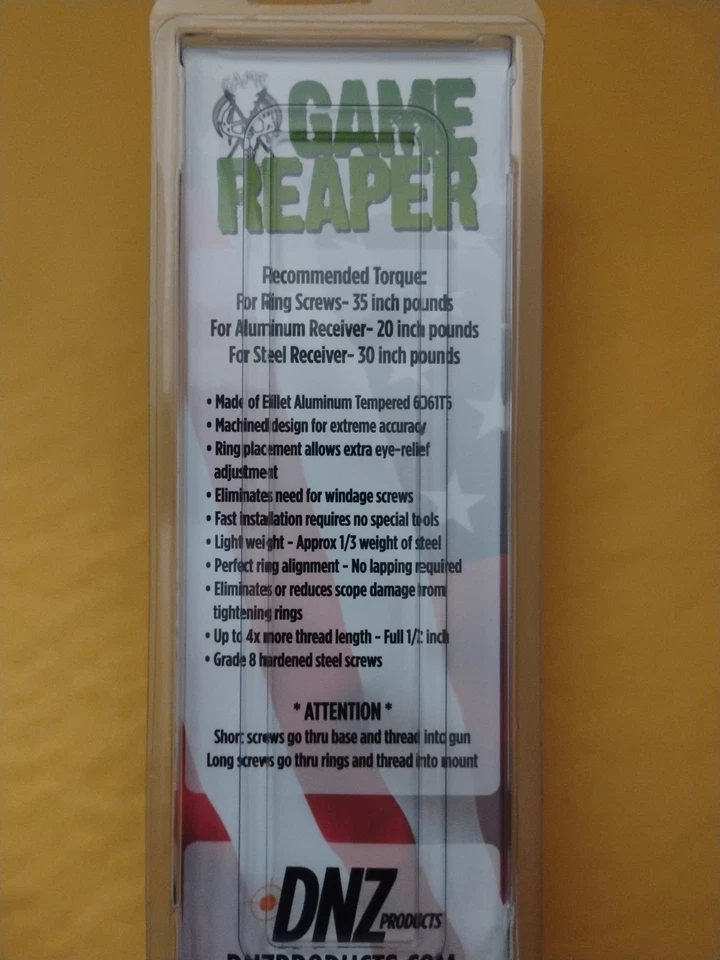 GAME
GAME
REAPER
Recommended Torque:
For Ring Screws- 35 inch pounds
For Aluminum Receiver- 20 inch pounds
For Steel Receiver- 30 inch pounds
• Made of Billet Aluminum Tempered 6061T5
• Machined design for extreme accuracy
• Ring placement allows extra eye-relief
adjustment
• Eliminates need for windage screws
• Fast installation requires no special tools
• Light weight - Approx 1/3 weight of steel
• Perfect ring alignment - No lapping required
• Eliminates or reduces scope damage from
tightening rings
• Up to 4x more thread length - Full 1/2 inch
• Grade 8 hardened steel screws
* ATTENTION *
Short screws go thru base and thread into gun
Long screws go thru rings and thread into mount
DNZ PRODUCTS
DNZPRODUCTS.COM